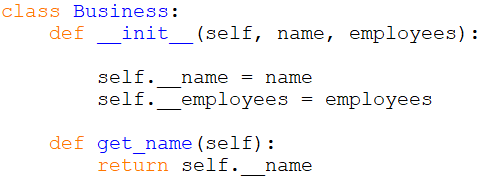 class Business:
    def __init__(self, name, employees):
        self.__name = name
        self.__employees = employees
    def get_name(self):
        return self.__name